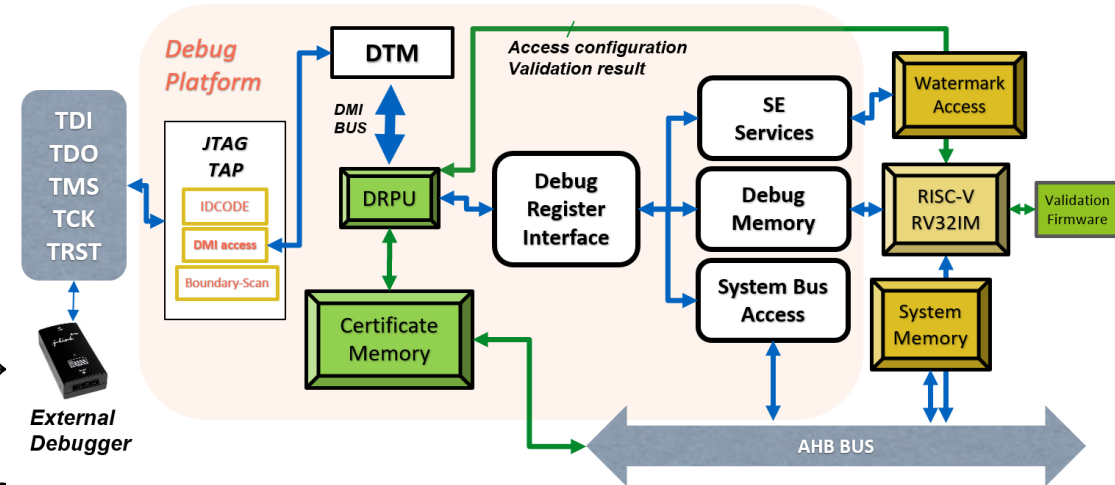 Debug
Platform
TDI
TDO
TMS
TCK
TRST
External
Debugger
JTAG
TAP
IDCODE
DMI access
Boundary-Scan
DTM
DMI
BUS
DRPU
Certificate
Memory
Access configuration
Validation result
Debug
Register
Interface
SE
Services
Debug
Memory
System Bus
Access
Watermark
Access
RISC-V
RV32IM
Validation
Firmware
System
Memory
AHB BUS